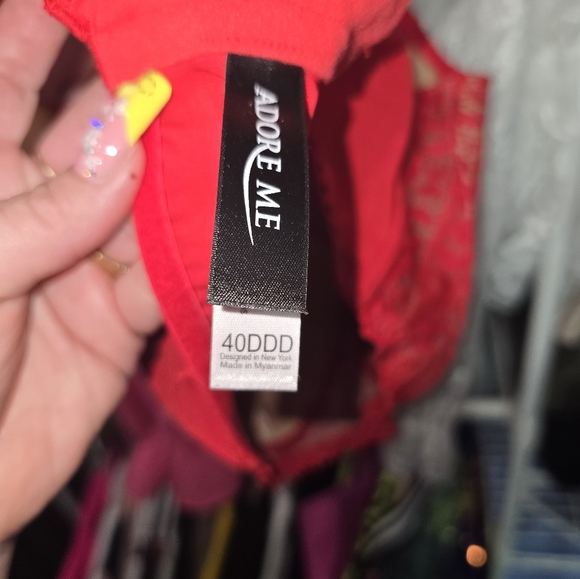 ADORE ME
40DDD
Designed in New York
Made in Myanmar